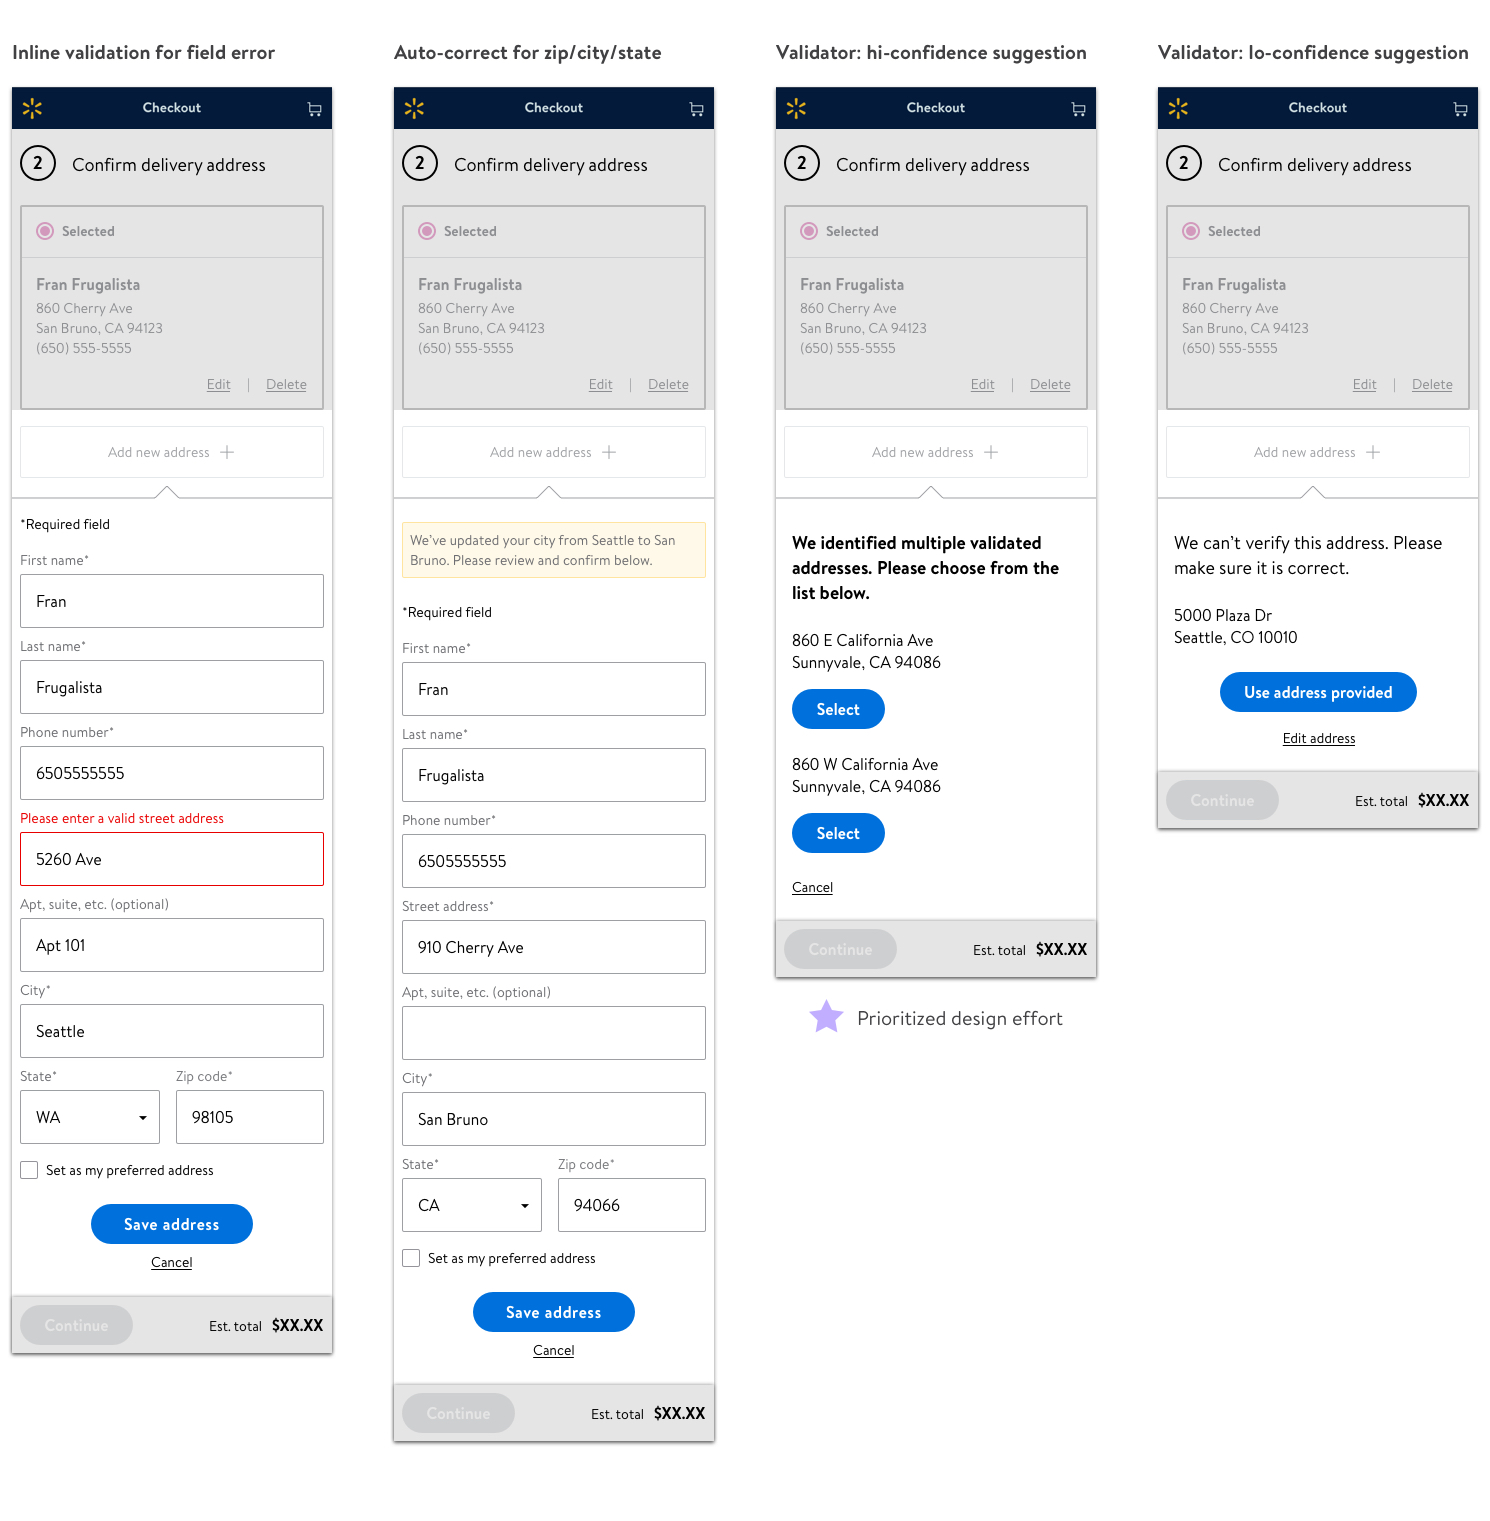 Inline validation for field error
Checkout
2
Confirm delivery address
Selected
Fran Frugalista
860 Cherry Ave
San Bruno, CA 94123
(650) 555-5555
Edit | Delete
Add new address
*Required field
First name*
Fran
Last name*
Frugalista
Phone number*
6505555555
Please enter a valid street address
5260 Ave
Apt, suite, etc. (optional)
Apt 101
City*
Seattle
State* Zip code*
WA 98105
Set as my preferred address
Save address
Cancel
Continue Est. total $XX.XX
Auto-correct for zip/city/state
Checkout
2
Confirm delivery address
Selected
Fran Frugalista
860 Cherry Ave
San Bruno, CA 94123
(650) 555-5555
Edit | Delete
Add new address
We've updated your city from Seattle to San
Bruno. Please review and confirm below.
*Required field
First name*
Fran
Last name*
Frugalista
Phone number*
6505555555
Street address*
910 Cherry Ave
Apt, suite, etc. (optional)
City*
San Bruno
State* Zip code*
CA 94066
Set as my preferred address
Save address
Cancel
Continue Est. total $XX.XX
Validator: hi-confidence suggestion
Checkout
2
Confirm delivery address
Selected
Fran Frugalista
860 Cherry Ave
San Bruno, CA 94123
(650) 555-5555
Edit | Delete
Add new address
We identified multiple validated
addresses. Please choose from the
list below.
860 E California Ave
Sunnyvale, CA 94086
Select
860 W California Ave
Sunnyvale, CA 94086
Select
Cancel
Continue Est. total $XX.XX
Prioritized design effort
Validator: lo-confidence suggestion
Checkout
2
Confirm delivery address
Selected
Fran Frugalista
860 Cherry Ave
San Bruno, CA 94123
(650) 555-5555
Edit | Delete
Add new address
We can't verify this address. Please
make sure it is correct.
5000 Plaza Dr
Seattle, CO 10010
Use address provided
Edit address
Continue Est. total $XX.XX